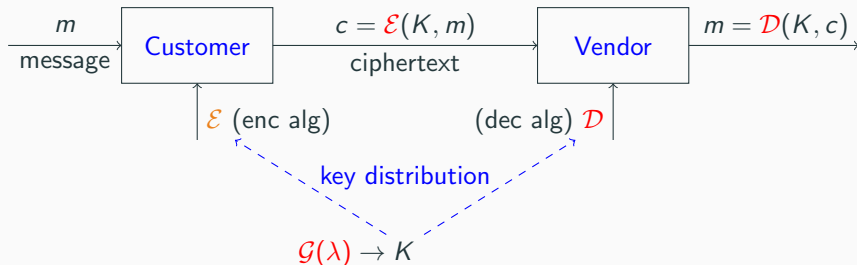 m
message
Customer
c = ℰ(K, m)
ciphertext
Vendor
m = 𝒟(K, c)
ℰ (enc alg)
(dec alg) 𝒟
key distribution
𝒢(λ) → K